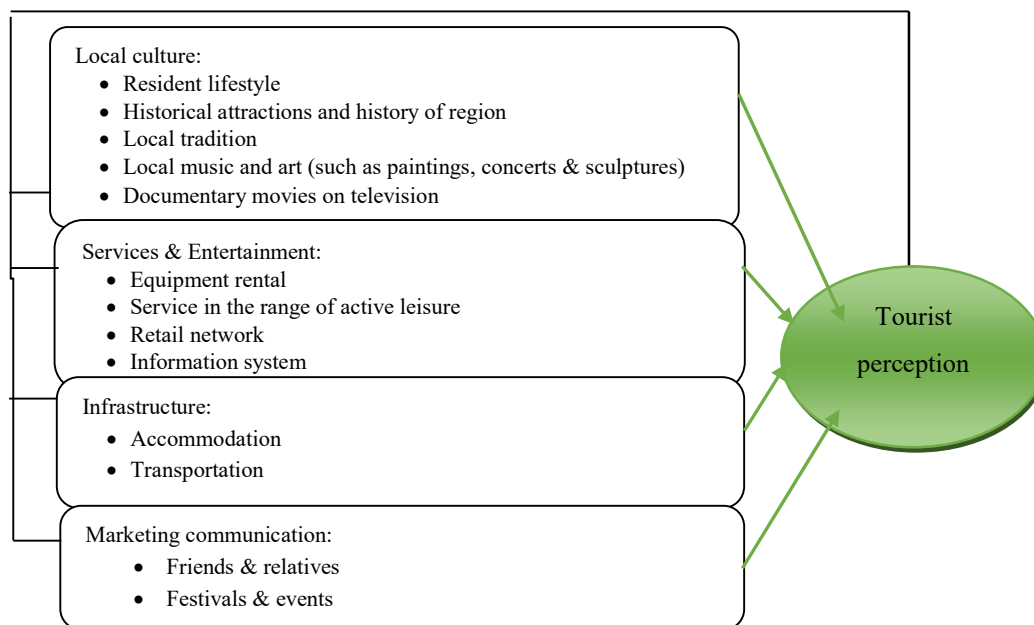 Local culture:
• Resident lifestyle
• Historical attractions and history of region
• Local tradition
• Local music and art (such as paintings, concerts & sculptures)
• Documentary movies on television
Services & Entertainment:
• Equipment rental
• Service in the range of active leisure
• Retail network
• Information system
Infrastructure:
• Accommodation
• Transportation
Marketing communication:
• Friends & relatives
• Festivals & events
Tourist
perception